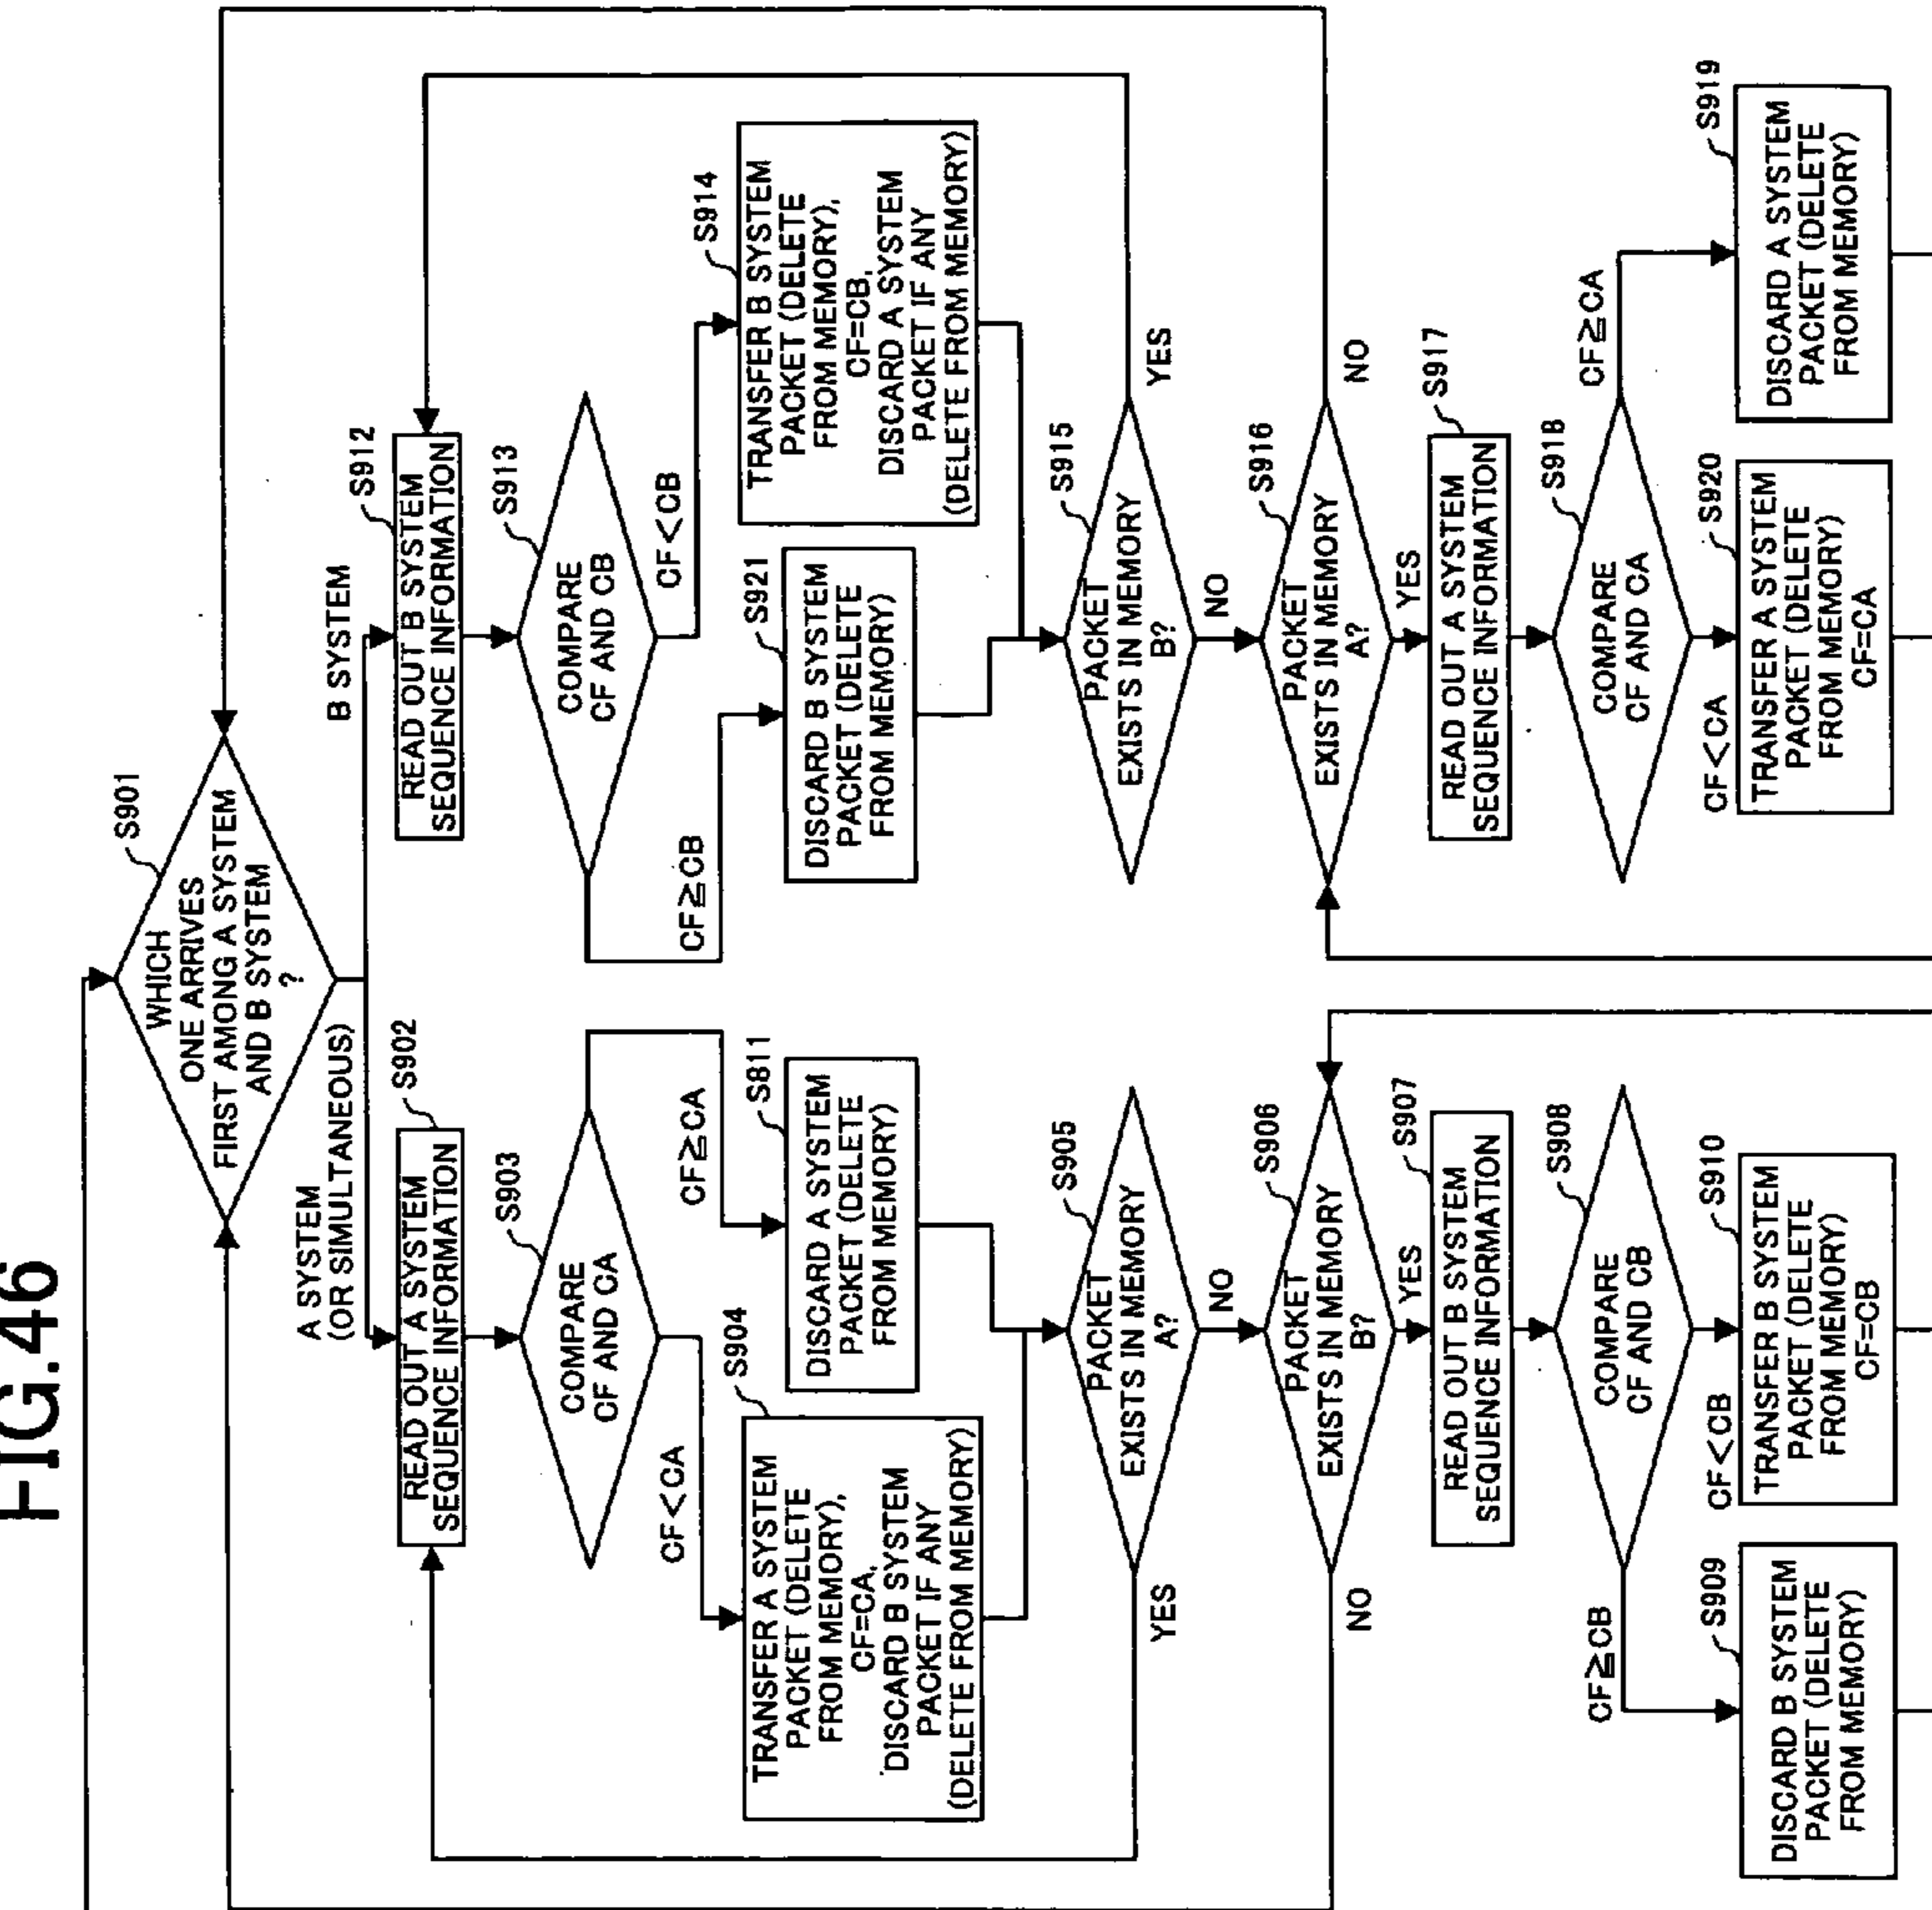 FIG.46
S901
WHICH
ONE ARRIVES
FIRST AMONG A SYSTEM
AND B SYSTEM
?
A SYSTEM
(OR SIMULTANEOUS)
S902
READ OUT A SYSTEM
SEQUENCE INFORMATION
S903
COMPARE
CF AND CA
CF<CA
CF≧CA
S904
TRANSFER A SYSTEM
PACKET (DELETE
FROM MEMORY),
CF=CA,
DISCARD B SYSTEM
PACKET IF ANY
(DELETE FROM MEMORY)
S811
DISCARD A SYSTEM
PACKET (DELETE
FROM MEMORY)
S905
PACKET
EXISTS IN MEMORY
A?
YES
NO
S906
PACKET
EXISTS IN MEMORY
B?
NO
YES
S907
READ OUT B SYSTEM
SEQUENCE INFORMATION
S908
COMPARE
CF AND CB
CF≧CB
CF<CB
S909
DISCARD B SYSTEM
PACKET (DELETE
FROM MEMORY)
S910
TRANSFER B SYSTEM
PACKET (DELETE
FROM MEMORY)
CF=CB
B SYSTEM
S912
READ OUT B SYSTEM
SEQUENCE INFORMATION
S913
COMPARE
CF AND CB
CF≧CB
CF<CB
S921
DISCARD B SYSTEM
PACKET (DELETE
FROM MEMORY)
S914
TRANSFER B SYSTEM
PACKET (DELETE
FROM MEMORY),
CF=CB,
DISCARD A SYSTEM
PACKET IF ANY
(DELETE FROM MEMORY)
S915
PACKET
EXISTS IN MEMORY
B?
YES
NO
S916
PACKET
EXISTS IN MEMORY
A?
NO
YES
S917
READ OUT A SYSTEM
SEQUENCE INFORMATION
S918
COMPARE
CF AND CA
CF<CA
CF≧CA
S920
TRANSFER A SYSTEM
PACKET (DELETE
FROM MEMORY)
CF=CA
S919
DISCARD A SYSTEM
PACKET (DELETE
FROM MEMORY)